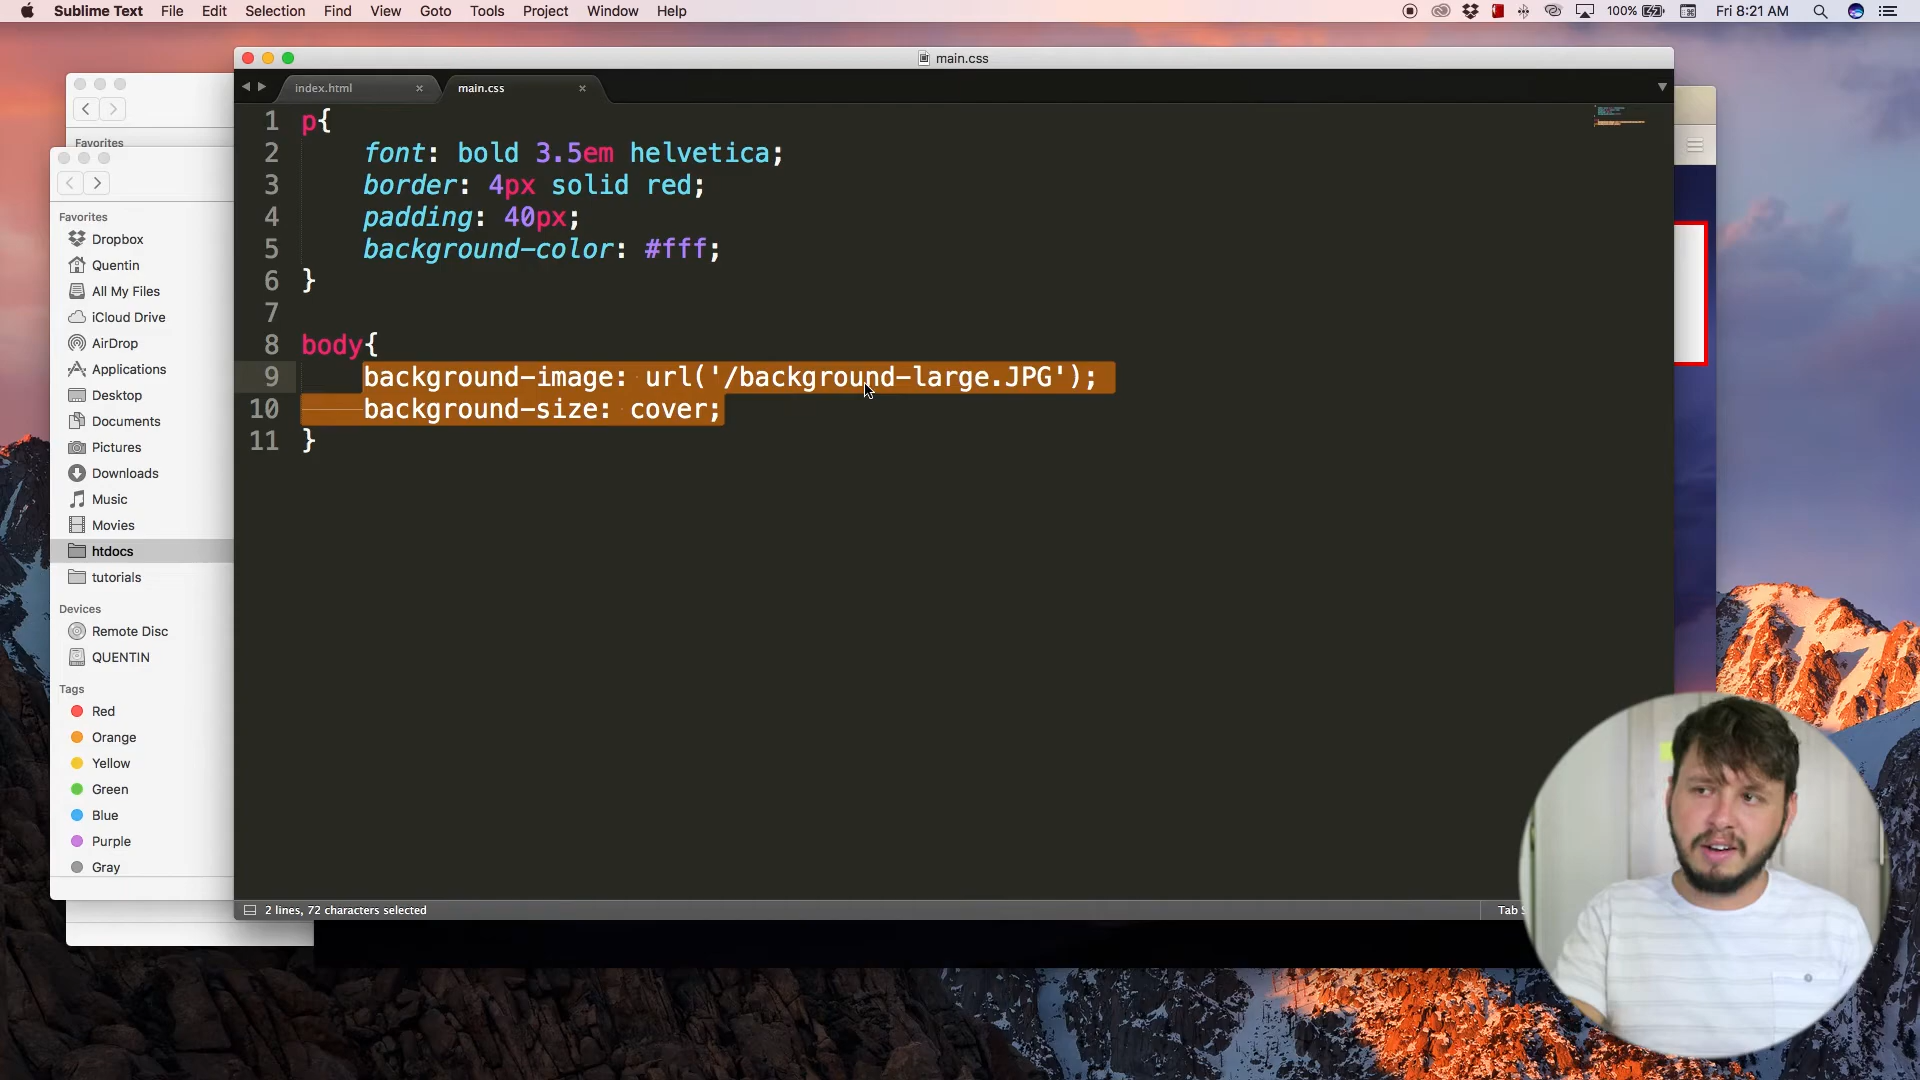 Sublime Text File Edit Selection Find View Goto Tools Project Window Help 100% Fri 8:21 AM
main.css
index.html × main.css ×
1 p{
2 font: bold 3.5em helvetica;
3 border: 4px solid red;
4 padding: 40px;
5 background-color: #fff;
6 }
7
8 body{
9 background-image: url('/background-large.JPG');
10 background-size: cover;
11 }
Favorites
Favorites
Dropbox
Quentin
All My Files
iCloud Drive
AirDrop
Applications
Desktop
Documents
Pictures
Downloads
Music
Movies
htdocs
tutorials
Devices
Remote Disc
QUENTIN
Tags
Red
Orange
Yellow
Green
Blue
Purple
Gray
2 lines, 72 characters selected
Tab S